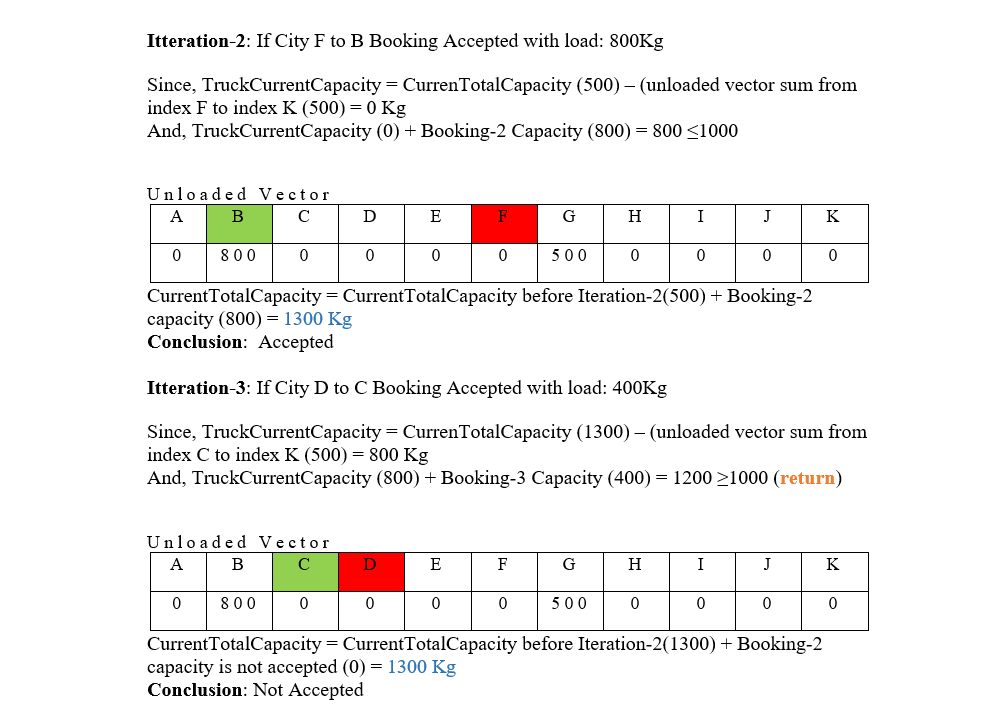 Itteration-2: If City F to B Booking Accepted with load: 800Kg
Since, TruckCurrentCapacity = CurrenTotalCapacity (500) – (unloaded vector sum from
index F to index K (500) = 0 Kg
And, TruckCurrentCapacity (0) + Booking-2 Capacity (800) = 800 ≤1000
Unloaded Vector
A B C D E F G H I J K
0 800 0 0 0 0 500 0 0 0 0
CurrentTotalCapacity = CurrentTotalCapacity before Iteration-2(500) + Booking-2
capacity (800) = 1300 Kg
Conclusion: Accepted
Itteration-3: If City D to C Booking Accepted with load: 400Kg
Since, TruckCurrentCapacity = CurrenTotalCapacity (1300) – (unloaded vector sum from
index C to index K (500) = 800 Kg
And, TruckCurrentCapacity (800) + Booking-3 Capacity (400) = 1200 ≥1000 (return)
Unloaded Vector
A B C D E F G H I J K
0 800 0 0 0 0 500 0 0 0 0
CurrentTotalCapacity = CurrentTotalCapacity before Iteration-2(1300) + Booking-2
capacity is not accepted (0) = 1300 Kg
Conclusion: Not Accepted